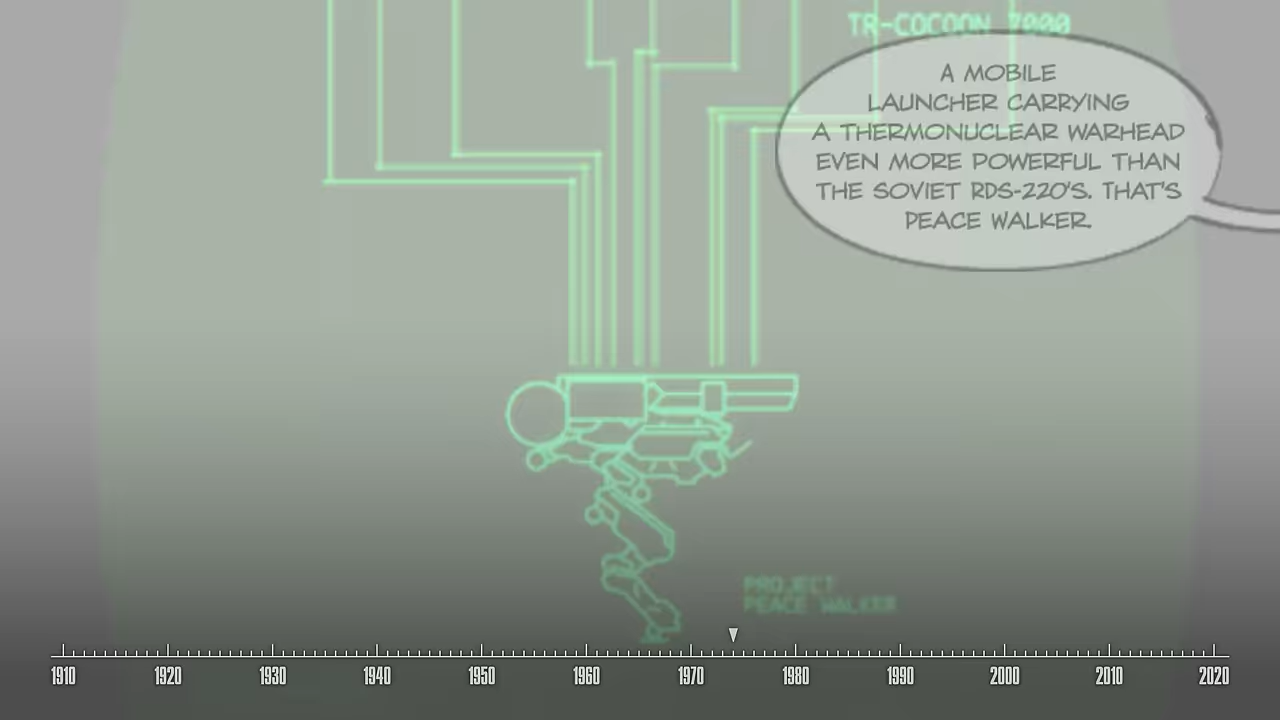 TR-COCOON 7000
A MOBILE
LAUNCHER CARRYING
A THERMONUCLEAR WARHEAD
EVEN MORE POWERFUL THAN
THE SOVIET RDS-220'S. THAT'S
PEACE WALKER.
PROJECT
PEACE WALKER
1910 1920 1930 1940 1950 1960 1970 1980 1990 2000 2010 2020